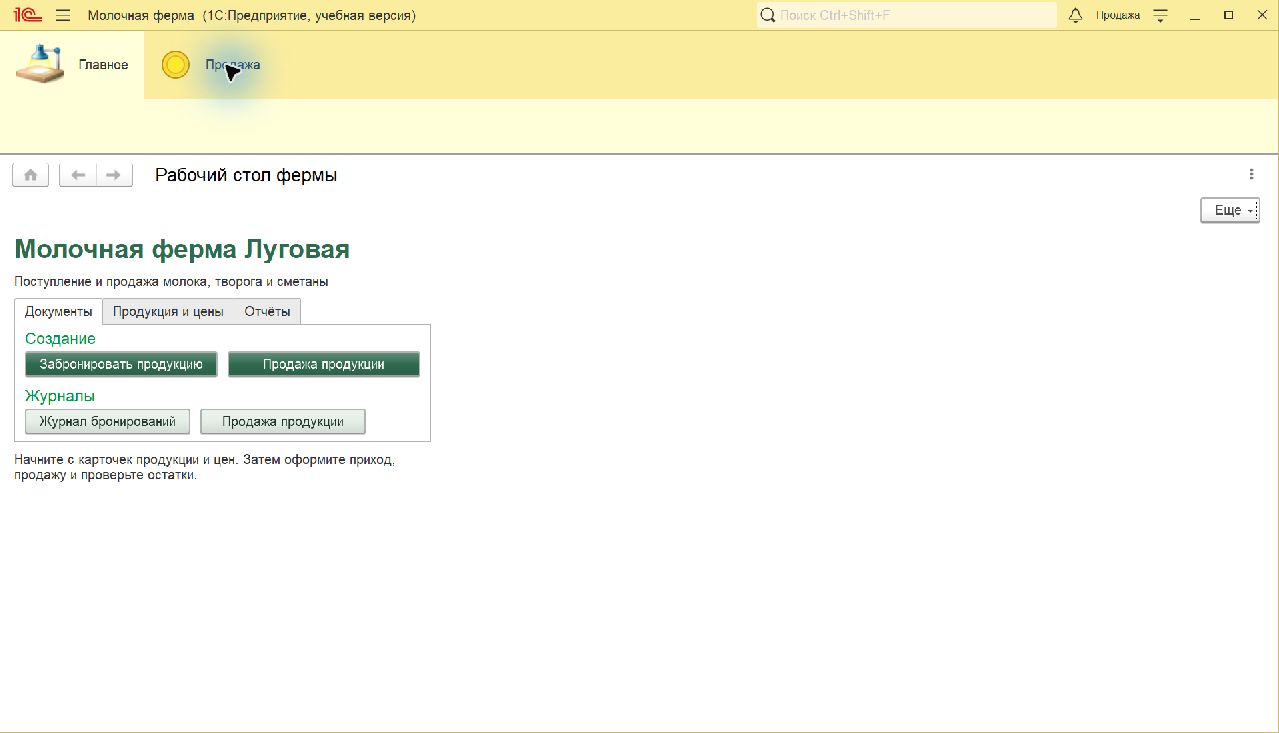 1С Молочная ферма (1С:Предприятие, учебная версия) Поиск Ctrl+Shift+F Продажа
Главное Продажа
Рабочий стол фермы
Еще
Молочная ферма Луговая
Поступление и продажа молока, творога и сметаны
Документы Продукция и цены Отчёты
Создание
Забронировать продукцию Продажа продукции
Журналы
Журнал бронирований Продажа продукции
Начните с карточек продукции и цен. Затем оформите приход,
продажу и проверьте остатки.